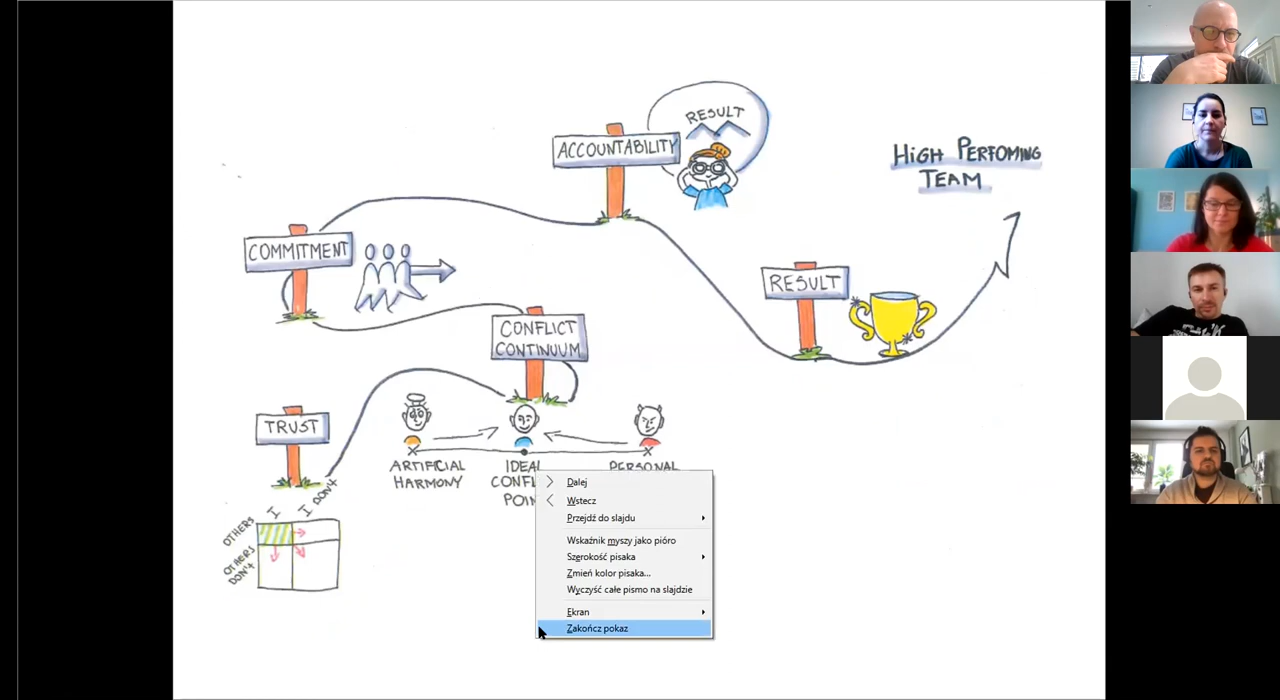 RESULT
ACCOUNTABILITY
HIGH PERFOMING
TEAM
COMMITMENT
RESULT
CONFLICT
CONTINUUM
TRUST
ARTIFICIAL
HARMONY
IDEAL
PERSONAL
I
I DON'T
OTHERS
OTHERS
DON'T
Dalej
Wstecz
Przejdź do slajdu
Wskaźnik myszy jako pióro
Szerokość pisaka
Zmień kolor pisaka...
Wyczyść całe pismo na slajdzie
Ekran
Zakończ pokaz